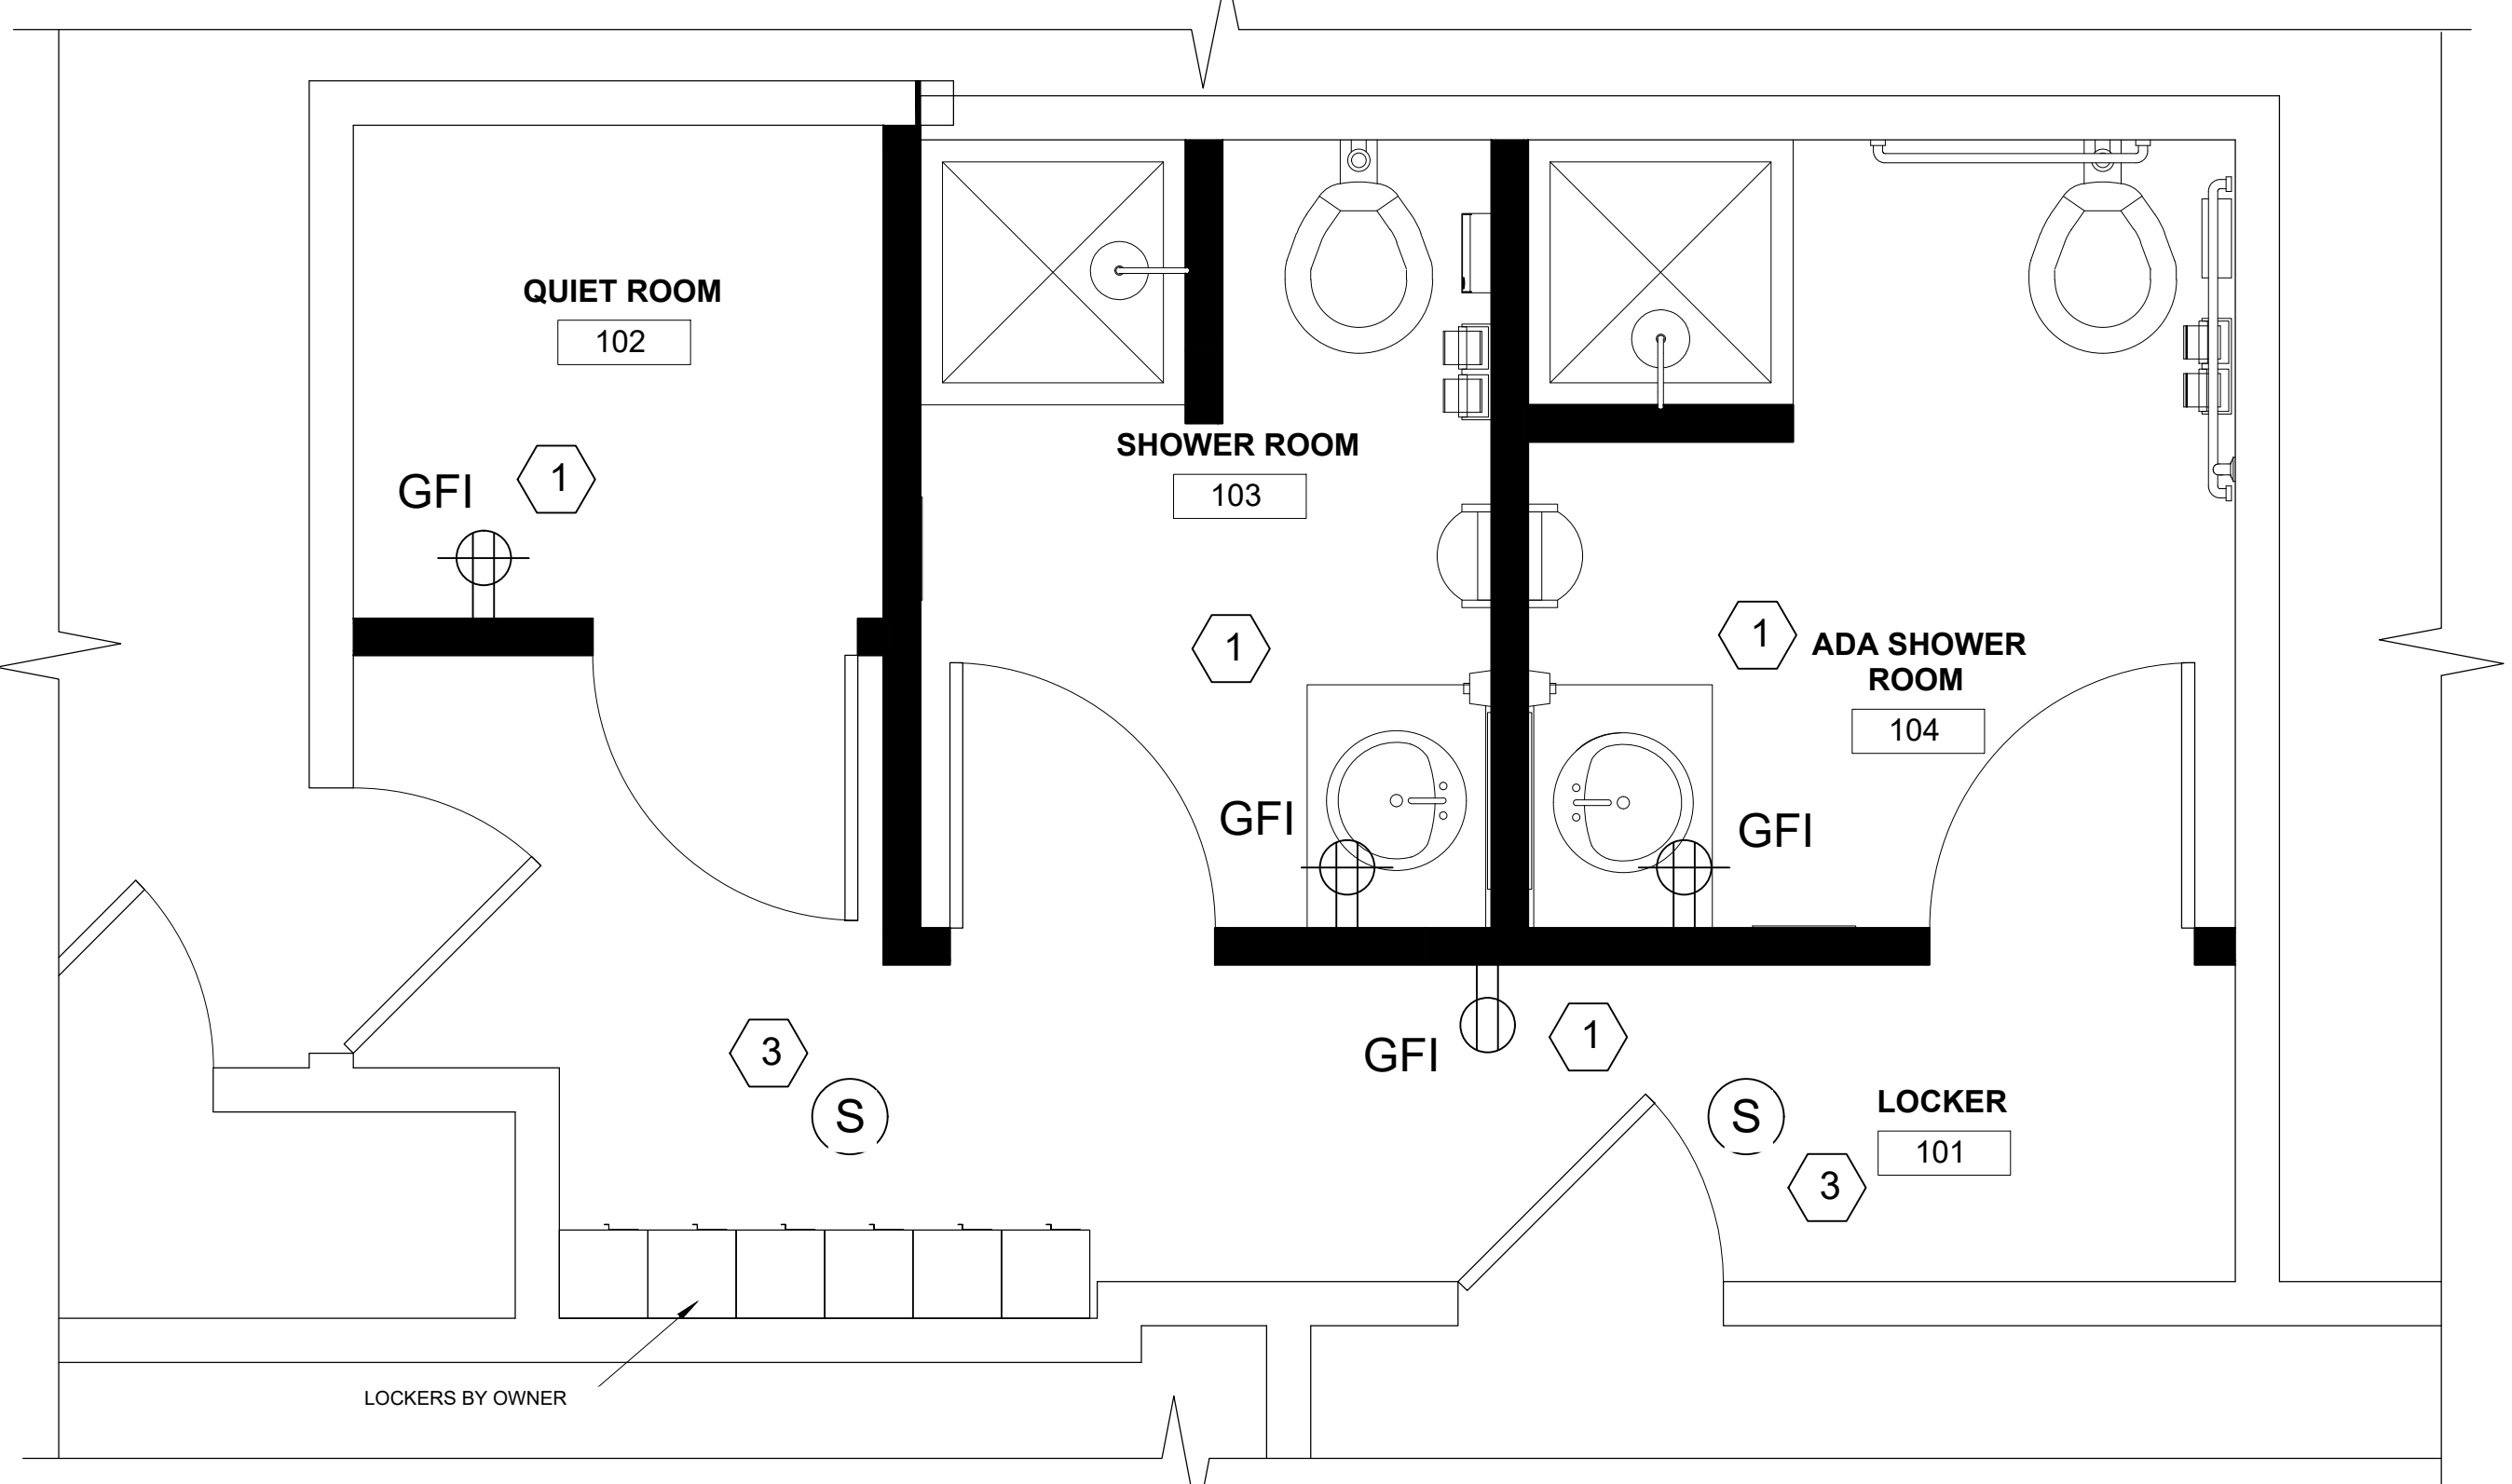 QUIET ROOM
102
GFI
1
SHOWER ROOM
103
1
GFI
1
ADA SHOWER
ROOM
104
GFI
3
S
GFI
1
S
LOCKER
101
3
LOCKERS BY OWNER